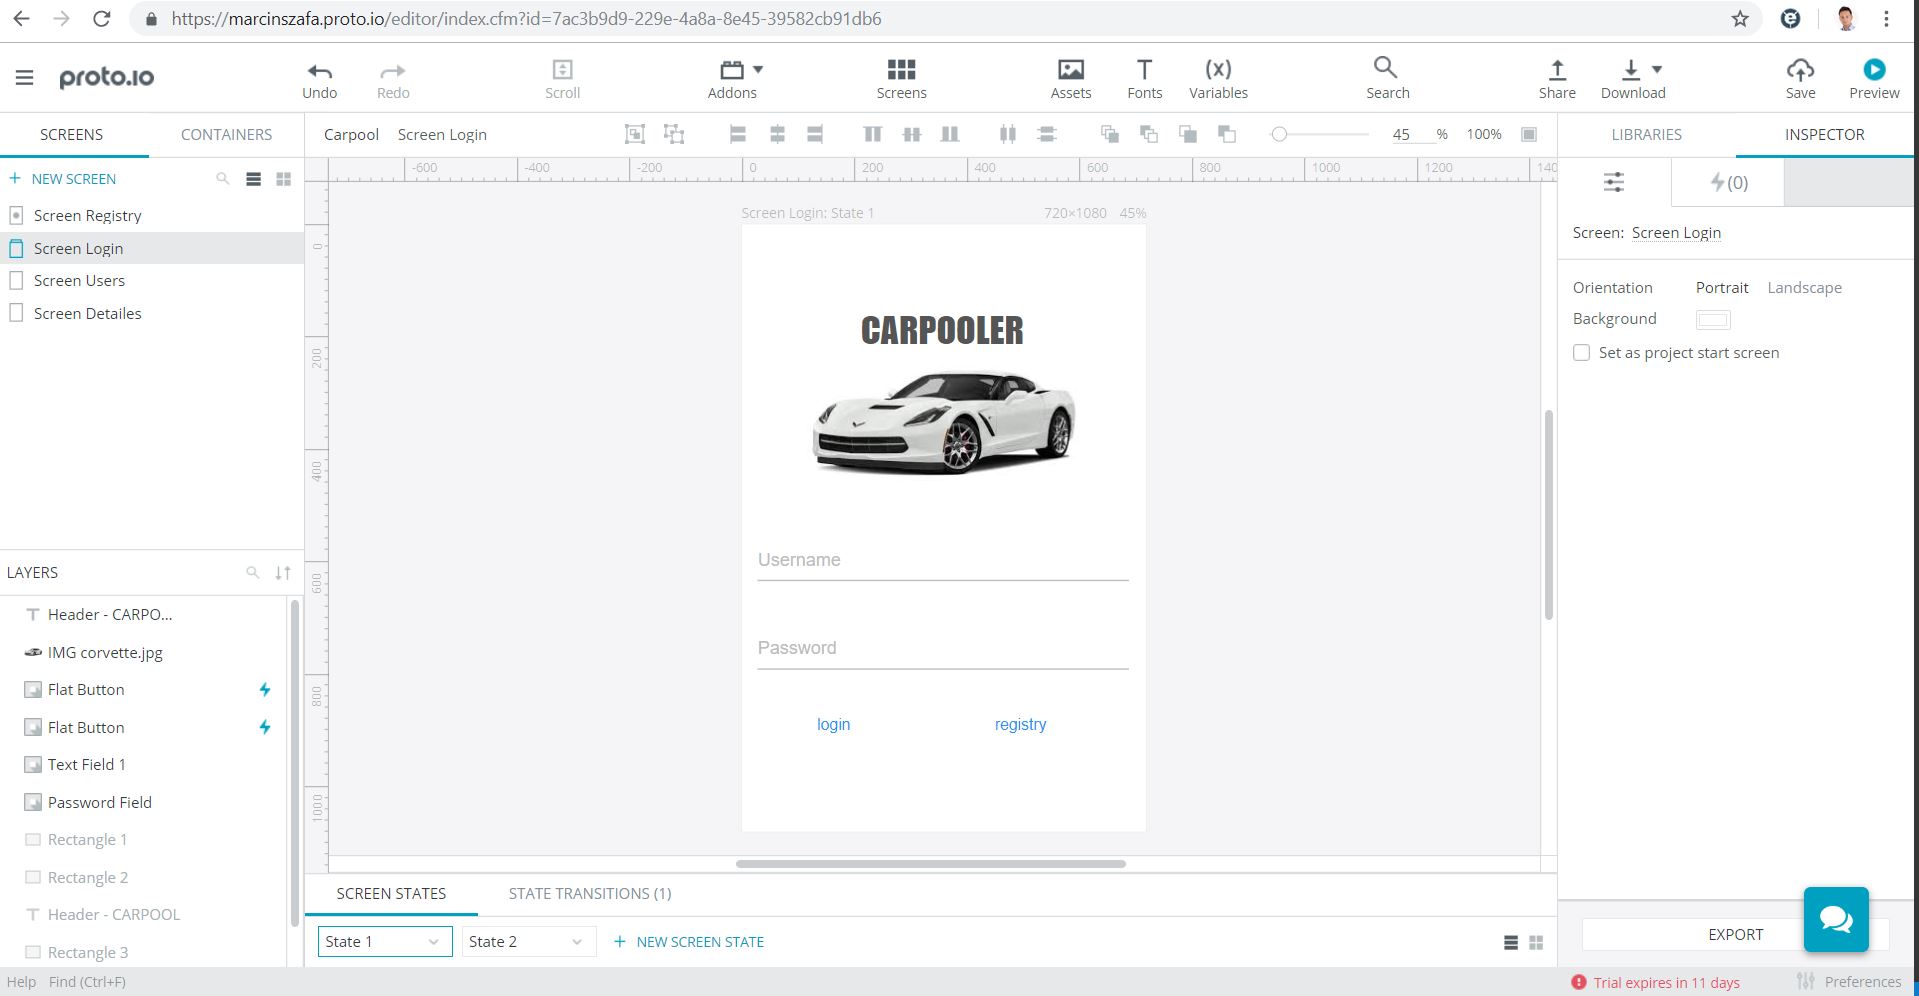 https://marcinszafa.proto.io/editor/index.cfm?id=7ac3b9d9-229e-4a8a-8e45-39582cb91db6
proto.io
Undo
Redo
Scroll
Addons
Screens
Assets
T
Fonts
(x)
Variables
Search
Share
Download
Save
Preview
SCREENS
CONTAINERS
Carpool
Screen Login
45 %
100%
LIBRARIES
INSPECTOR
+ NEW SCREEN
Screen Registry
Screen Login
Screen Users
Screen Detailes
-600
-400
-200
0
200
400
600
800
1000
1200
140
0
200
400
600
800
1000
Screen Login: State 1
720×1080 45%
CARPOOLER
Username
Password
login
registry
(0)
Screen: Screen Login
Orientation Portrait Landscape
Background
Set as project start screen
LAYERS
T Header - CARPO...
IMG corvette.jpg
Flat Button
Flat Button
Text Field 1
Password Field
Rectangle 1
Rectangle 2
T Header - CARPOOL
Rectangle 3
SCREEN STATES
STATE TRANSITIONS (1)
State 1
State 2
+ NEW SCREEN STATE
EXPORT
Help
Find (Ctrl+F)
Trial expires in 11 days
Preferences